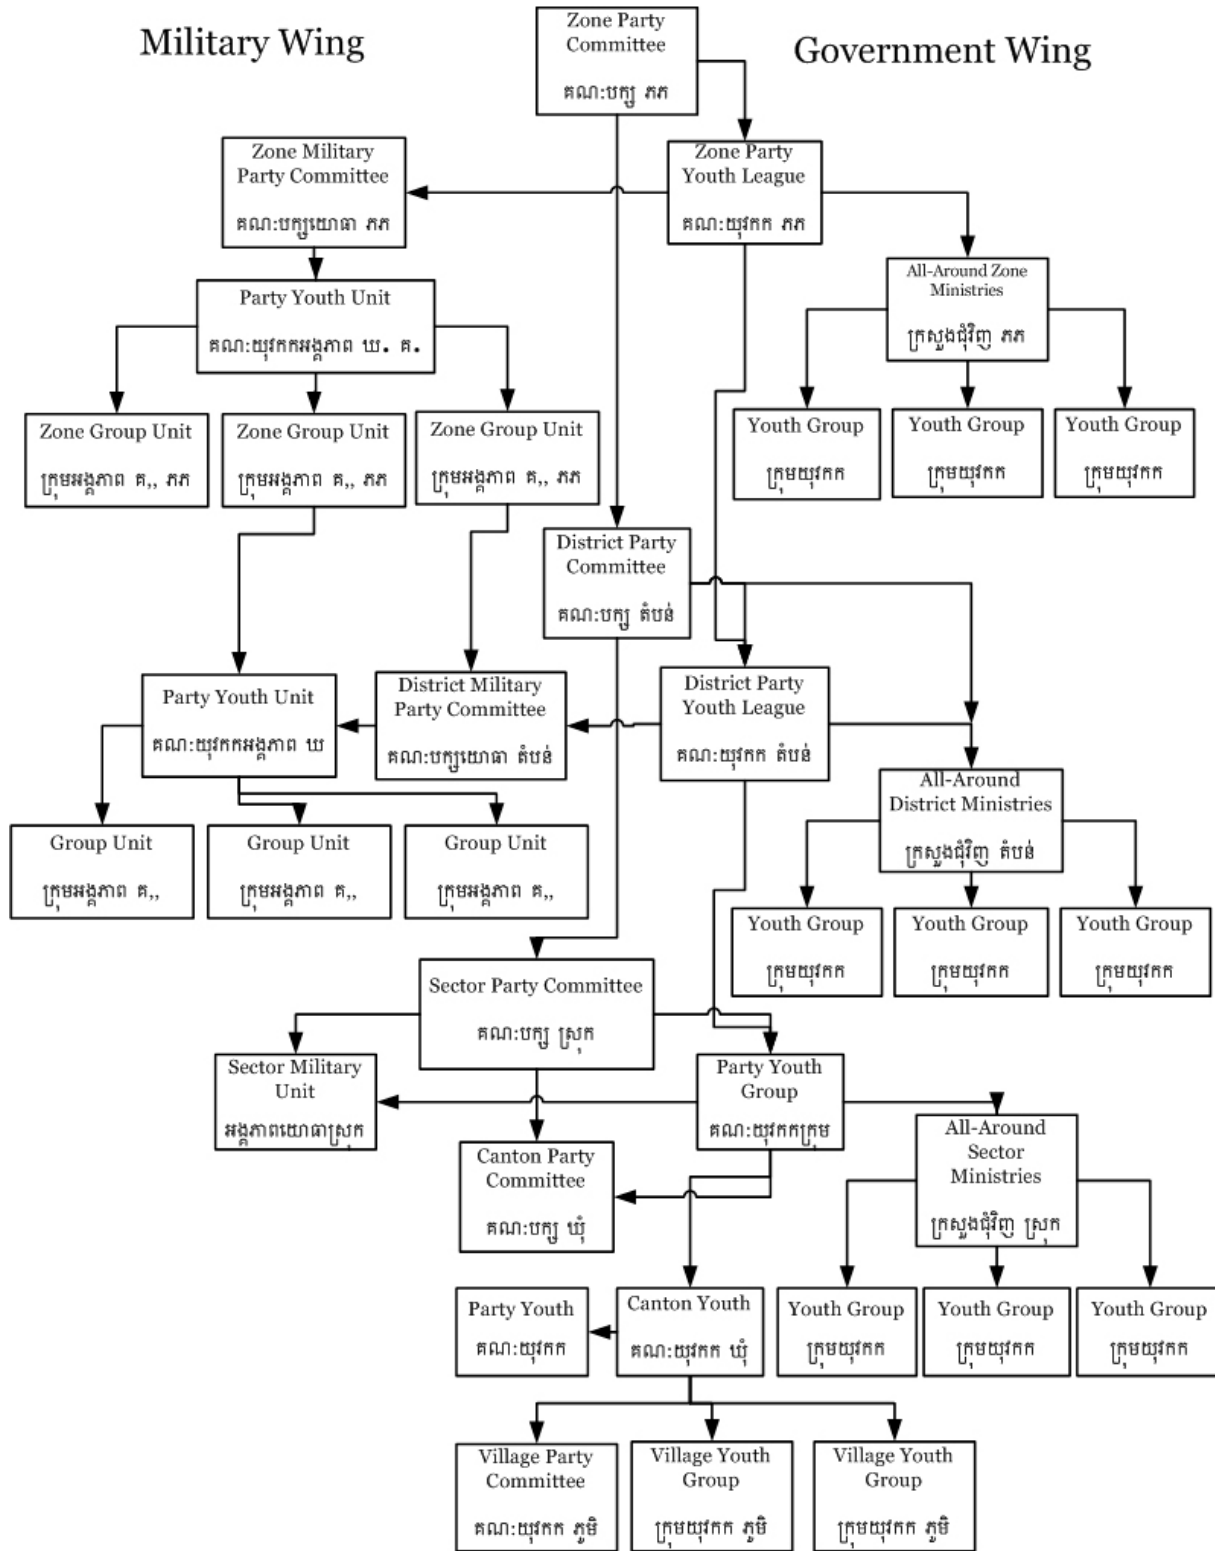 Military Wing
Government Wing
Zone Party
Committee
គណ:បក្ស ភភ
Zone Military
Party Committee
គណ:បក្សយោធា ភភ
Zone Party
Youth League
គណ:យុវកក ភភ
Party Youth Unit
គណ:យុវកកអង្គភាព ឃ. គ.
All-Around Zone
Ministries
ក្រសួងជុំវិញ ភភ
Zone Group Unit
ក្រុមអង្គភាព គ,, ភភ
Zone Group Unit
ក្រុមអង្គភាព គ,, ភភ
Zone Group Unit
ក្រុមអង្គភាព គ,, ភភ
Youth Group
ក្រុមយុវកក
Youth Group
ក្រុមយុវកក
Youth Group
ក្រុមយុវកក
District Party
Committee
គណ:បក្ស តំបន់
Party Youth Unit
គណ:យុវកកអង្គភាព ឃ
District Military
Party Committee
គណ:បក្សយោធា តំបន់
District Party
Youth League
គណ:យុវកក តំបន់
All-Around
District Ministries
ក្រសួងជុំវិញ តំបន់
Group Unit
ក្រុមអង្គភាព គ,,
Group Unit
ក្រុមអង្គភាព គ,,
Group Unit
ក្រុមអង្គភាព គ,,
Youth Group
ក្រុមយុវកក
Youth Group
ក្រុមយុវកក
Youth Group
ក្រុមយុវកក
Sector Party Committee
គណ:បក្ស ស្រុក
Sector Military
Unit
អង្គភាពយោធាស្រុក
Party Youth
Group
គណ:យុវកកក្រុម
Canton Party
Committee
គណ:បក្ស ឃុំ
All-Around
Sector
Ministries
ក្រសួងជុំវិញ ស្រុក
Party Youth
គណ:យុវកក
Canton Youth
គណ:យុវកក ឃុំ
Youth Group
ក្រុមយុវកក
Youth Group
ក្រុមយុវកក
Youth Group
ក្រុមយុវកក
Village Party
Committee
គណ:យុវកក ភូមិ
Village Youth
Group
ក្រុមយុវកក ភូមិ
Village Youth
Group
ក្រុមយុវកក ភូមិ